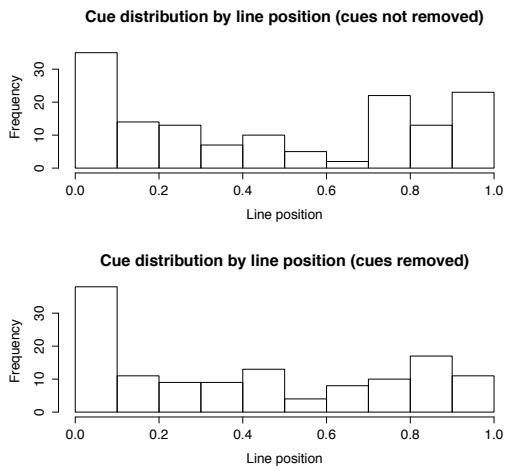 Cue distribution by line position (cues not removed)
Frequency
30
20
10
0
0.0 0.2 0.4 0.6 0.8 1.0
Line position
Cue distribution by line position (cues removed)
Frequency
30
20
10
0
0.0 0.2 0.4 0.6 0.8 1.0
Line position